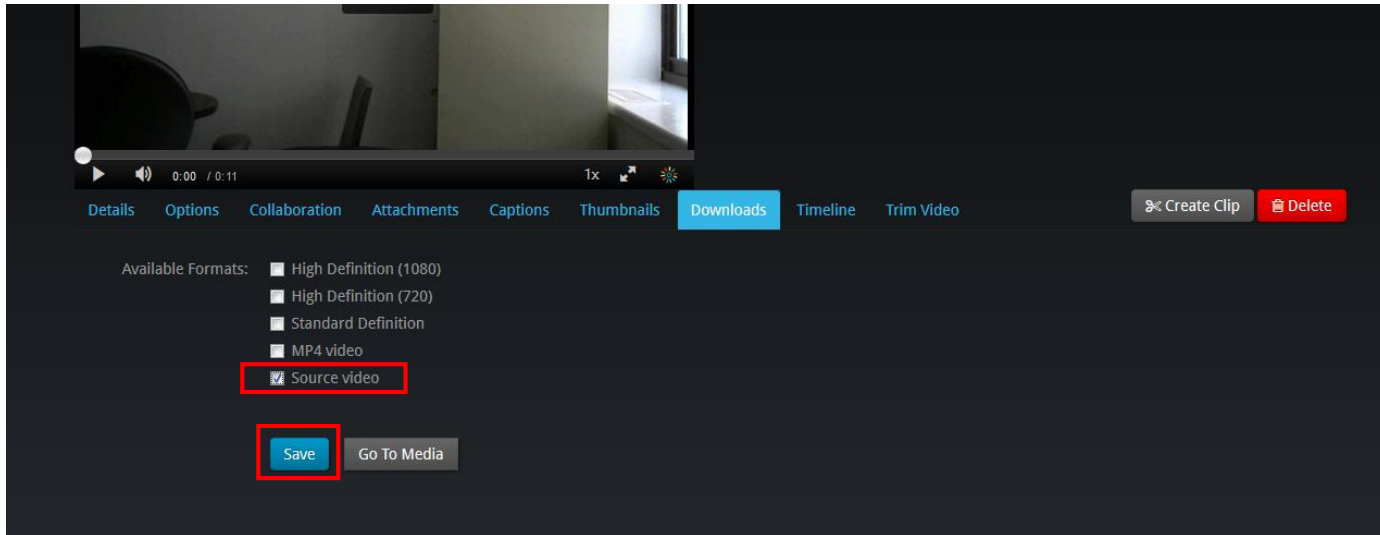 0:00 / 0:11 1x
Details Options Collaboration Attachments Captions Thumbnails Downloads Timeline Trim Video Create Clip Delete
Available Formats: High Definition (1080)
High Definition (720)
Standard Definition
MP4 video
Source video
Save Go To Media